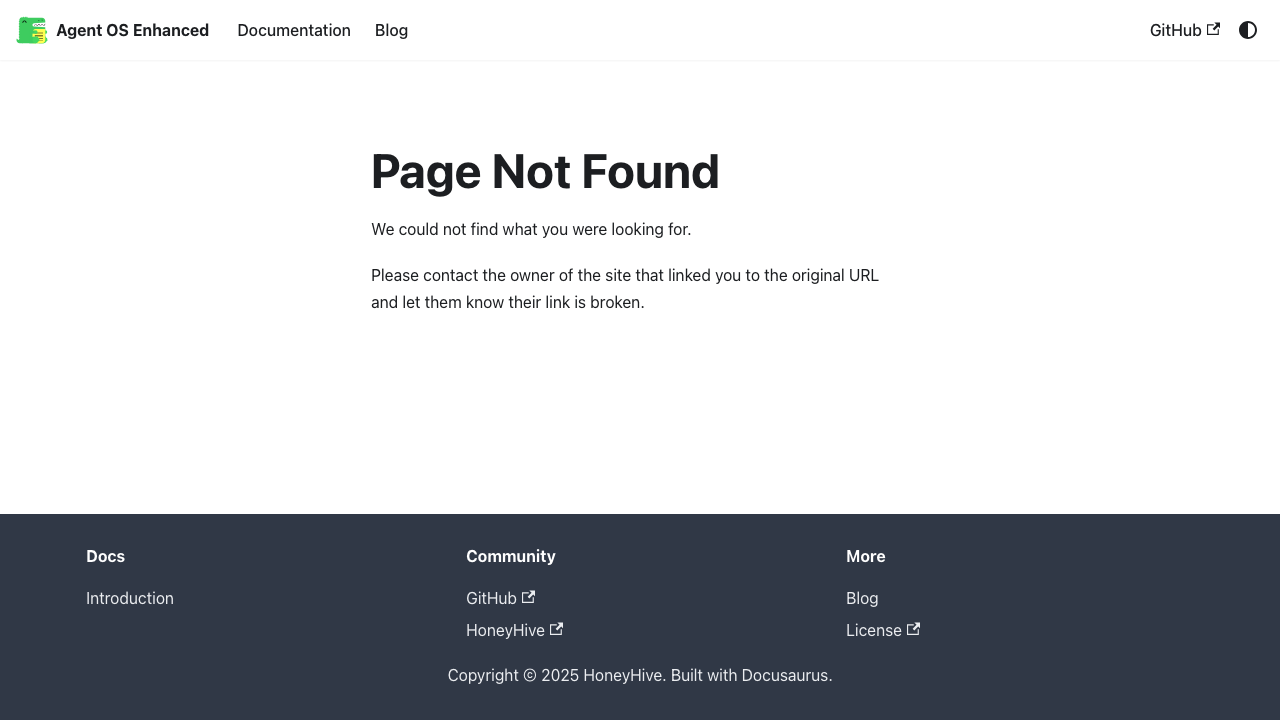 Agent OS Enhanced
Documentation
Blog
GitHub
Page Not Found
We could not find what you were looking for.
Please contact the owner of the site that linked you to the original URL
and let them know their link is broken.
Docs
Introduction
Community
GitHub
HoneyHive
More
Blog
License
Copyright © 2025 HoneyHive. Built with Docusaurus.